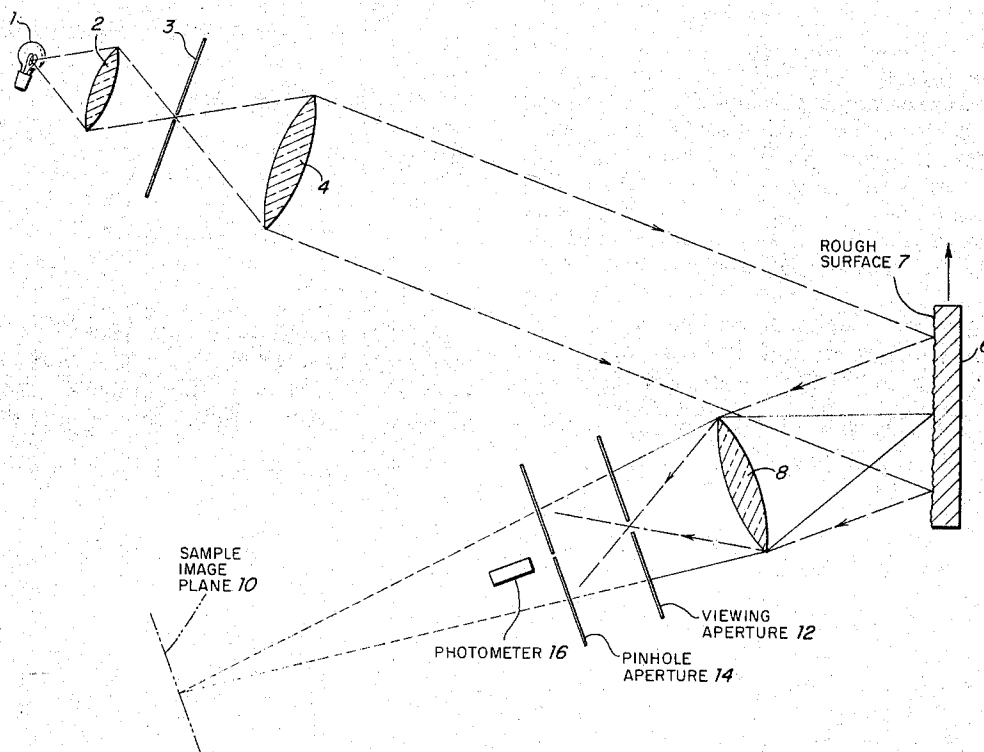 1
2
3
4
ROUGH
SURFACE 7
6
8
SAMPLE
IMAGE
PLANE 10
VIEWING
APERTURE 12
PHOTOMETER 16
PINHOLE
APERTURE 14